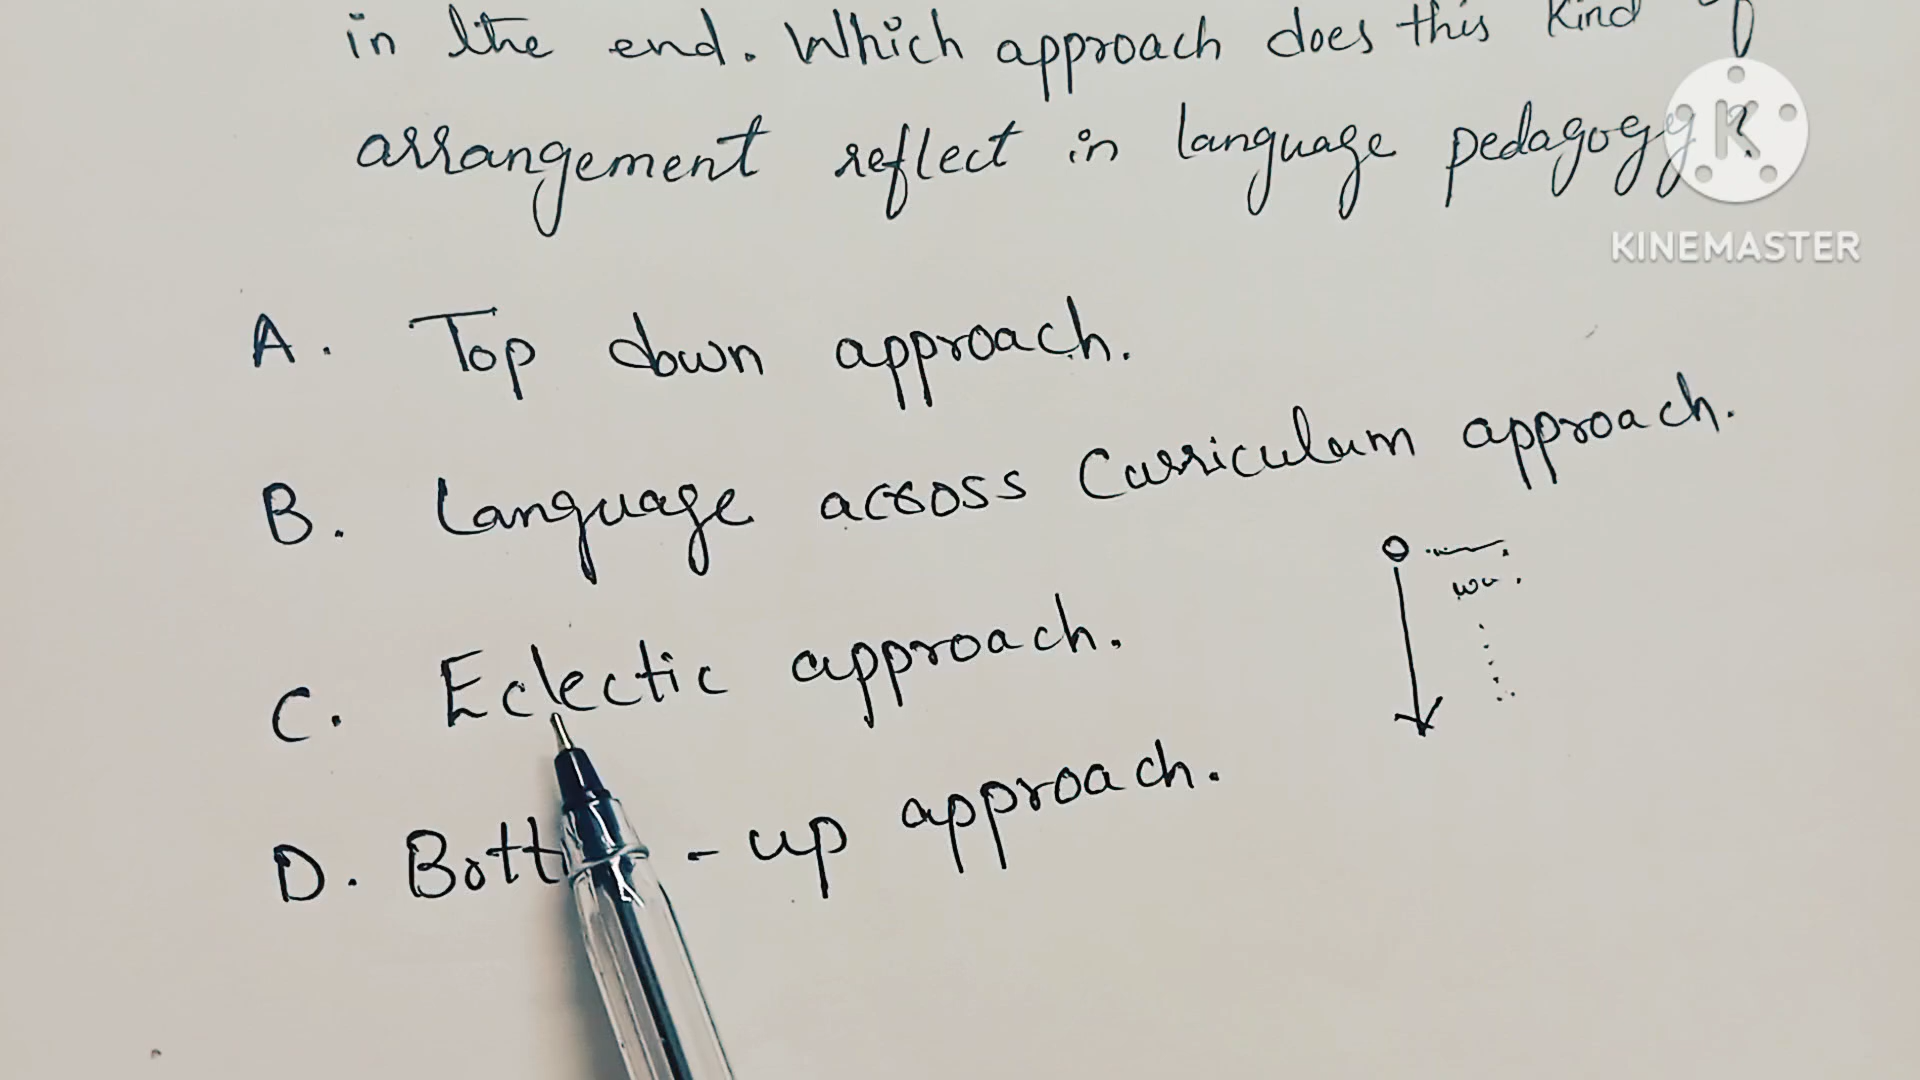 in the end. Which approach does this kind of
arrangement reflect in language pedagogy?
KINEMASTER
A. Top down approach.
B. Language across Curriculum approach.
C. Eclectic approach.
D. Bott - up approach.